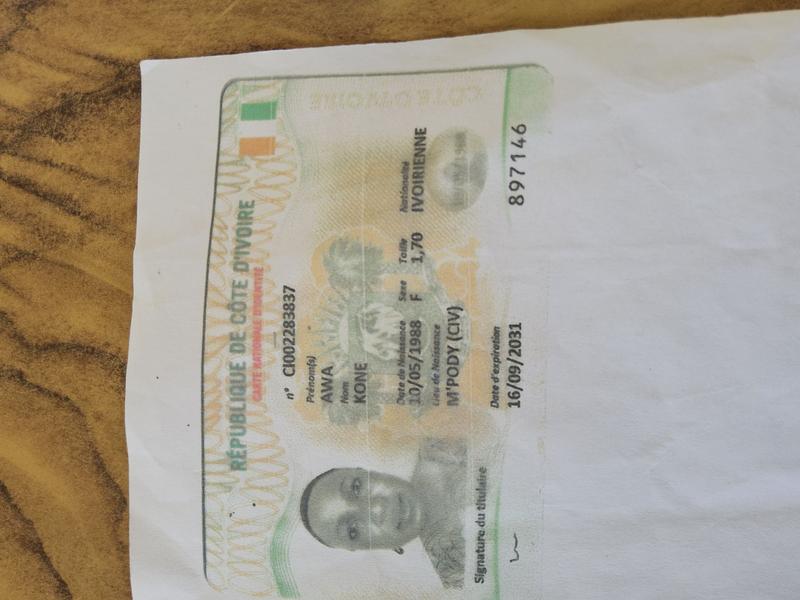 RÉPUBLIQUE DE CÔTE D'IVOIRE
CARTE NATIONALE D'IDENTITÉ
CÔTE D'IVOIRE
n° CI002283837
Prénom(s)
AWA
Nom
KONE
Date de Naissance Sexe Taille Nationalité
10/05/1988 F 1,70 IVOIRIENNE
Lieu de Naissance
M'PODY (CIV)
Signature du titulaire
Date d'expiration
16/09/2031
897146